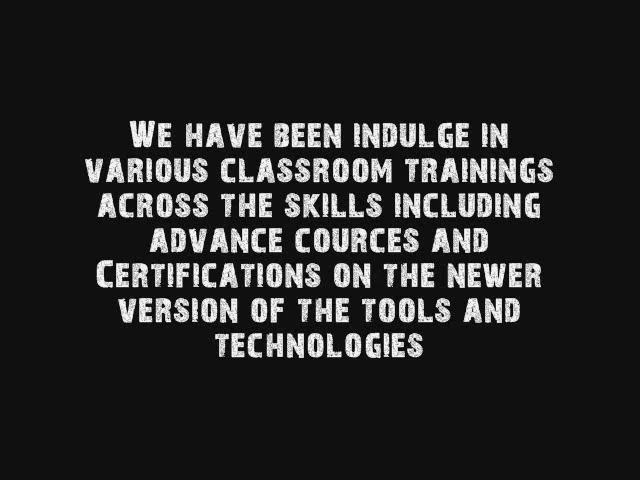 We have been indulge in
various classroom trainings
across the skills including
advance cources and
Certifications on the newer
version of the tools and
technologies